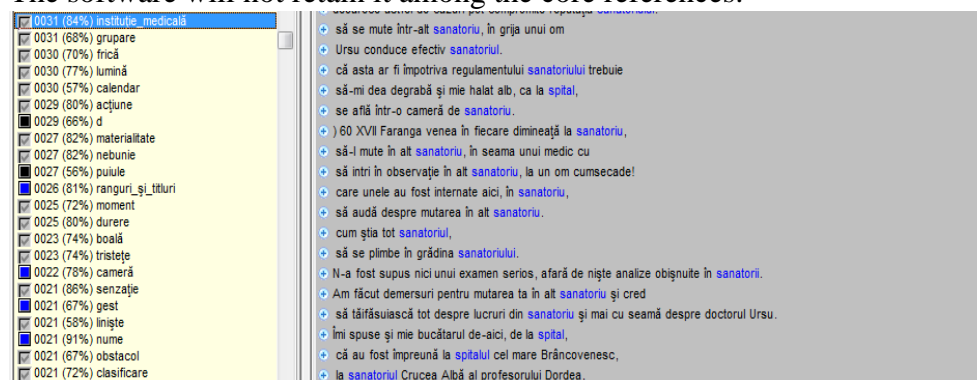 The software will not retain it among the core references.
0031 (84%) instituție_medicală
0031 (68%) grupare
0030 (70%) frică
0030 (77%) lumină
0030 (57%) calendar
0029 (80%) acțiune
0029 (66%) d
0027 (82%) materialitate
0027 (82%) nebunie
0027 (56%) puiule
0026 (81%) ranguri_și_titluri
0025 (72%) moment
0025 (80%) durere
0023 (74%) boală
0023 (74%) tristețe
0022 (78%) cameră
0021 (86%) senzație
0021 (67%) gest
0021 (58%) liniște
0021 (91%) nume
0021 (67%) obstacol
0021 (72%) clasificare
să se mute într-alt sanatoriu, în grija unui om
Ursu conduce efectiv sanatoriul.
că asta ar fi împotriva regulamentului sanatoriului trebuie
să-mi dea degrabă și mie halat alb, ca la spital,
se află într-o cameră de sanatoriu.
) 60 XVII Faranga venea în fiecare dimineață la sanatoriu,
să-l mute în alt sanatoriu, în seama unui medic cu
să intri în observație în alt sanatoriu, la un om cumsecade!
care unele au fost internate aici, în sanatoriu,
să audă despre mutarea în alt sanatoriu.
cum știa tot sanatoriul,
să se plimbe în grădina sanatoriului.
N-a fost supus nici unui examen serios, afară de niște analize obișnuite în sanatorii.
Am făcut demersuri pentru mutarea ta în alt sanatoriu și cred
să tăifăsuiască tot despre lucruri din sanatoriu și mai cu seamă despre doctorul Ursu.
Îmi spuse și mie bucătarul de-aici, de la spital,
că au fost împreună la spitalul cel mare Brâncovenesc,
la sanatoriul Crucea Albă al profesorului Dordea.